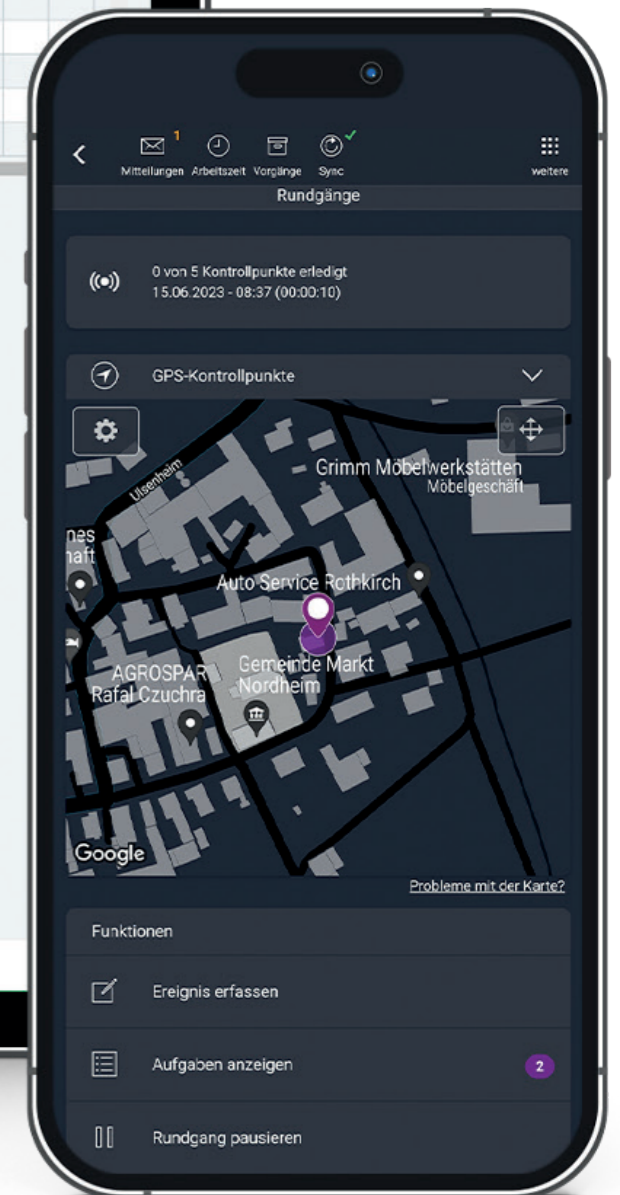 1
Mitteilungen Arbeitszeit Vorgänge Sync weitere
Rundgänge
0 von 5 Kontrollpunkte erledigt
15.06.2023 - 08:37 (00:00:10)
GPS-Kontrollpunkte
Ulsenheim
Grimm Möbelwerkstätten
Möbelgeschäft
nes
haft
Auto Service Rothkirch
AGROSPAR
Rafal Czuchra
Gemeinde Markt
Nordheim
Google
Probleme mit der Karte?
Funktionen
Ereignis erfassen
Aufgaben anzeigen 2
Rundgang pausieren